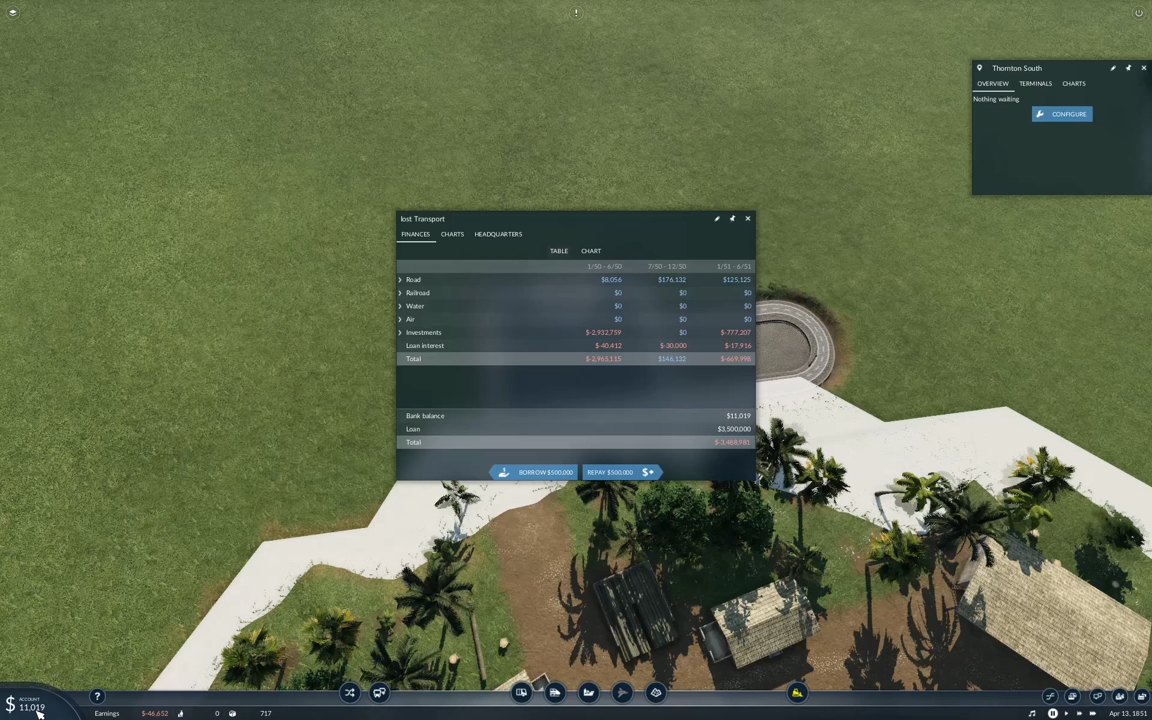 !
Thornton South
OVERVIEW TERMINALS CHARTS
Nothing waiting
CONFIGURE
lost Transport
FINANCES CHARTS HEADQUARTERS
TABLE CHART
1/50 - 6/50 7/50 - 12/50 1/51 - 6/51
Road $8,056 $176,132 $125,125
Railroad $0 $0 $0
Water $0 $0 $0
Air $0 $0 $0
Investments $-2,932,759 $0 $-777,207
Loan interest $-40,412 $-30,000 $-17,916
Total $-2,965,115 $146,132 $-669,998
Bank balance $11,019
Loan $3,500,000
Total $-3,488,981
BORROW $500,000 REPAY $500,000 $
$ ACCOUNT
11,019
?
Earnings $-46,652 0 717
Apr 13, 1851